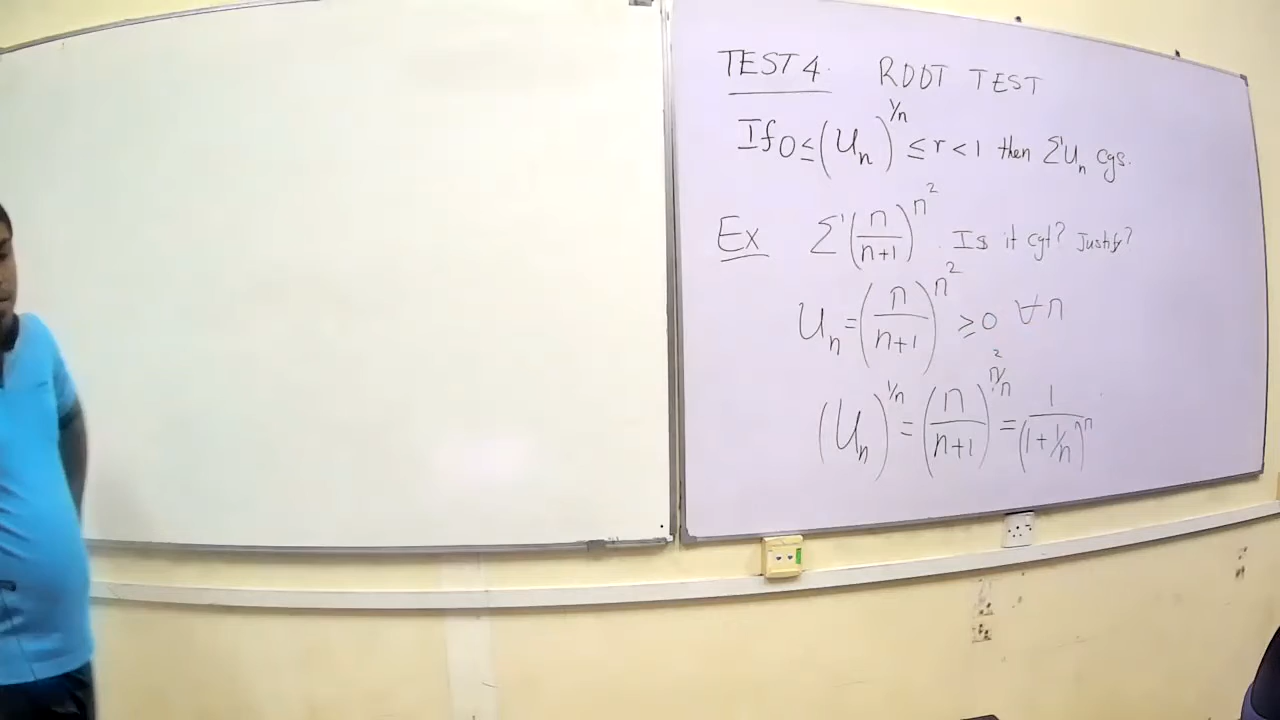 TEST 4. ROOT TEST
If 0 ≤ (Uₙ)^{1/n} ≤ r < 1 then ΣUₙ cgs.
Ex Σ(n/(n+1))^{n²}. Is it cgt? Justify?
Uₙ = (n/(n+1))^{n²} ≥ 0 ∀n
(Uₙ)^{1/n} = (n/(n+1))^{n²/n} = 1/(1+1/n)^n